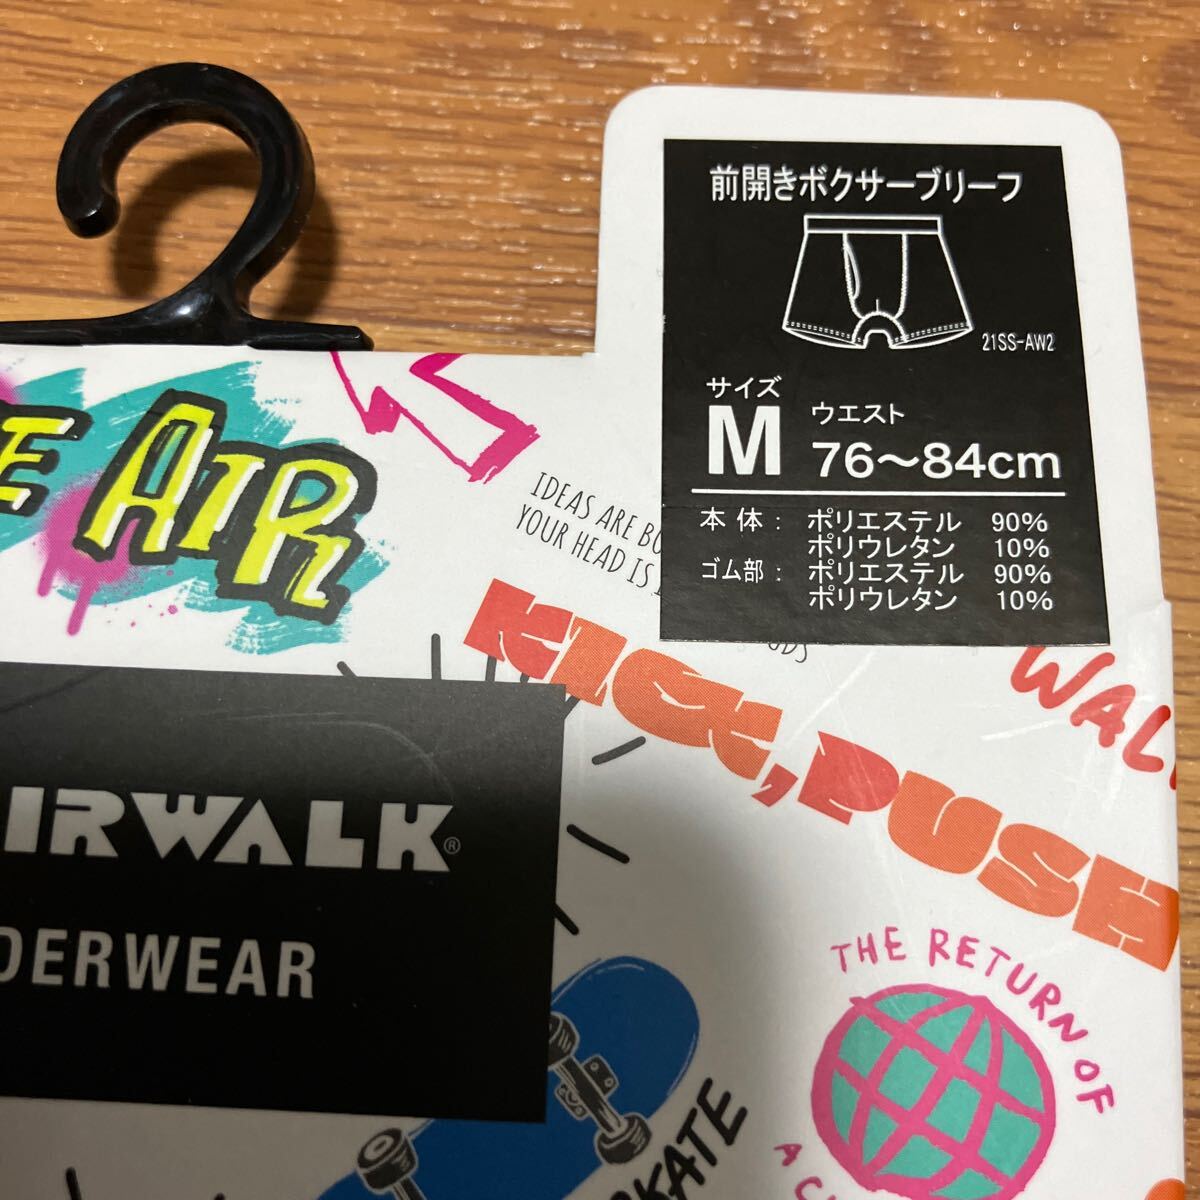 前開きボクサーブリーフ
21SS-AW2
サイズ
M
ウエスト
76～84cm
本体： ポリエステル 90%
ポリウレタン 10%
ゴム部： ポリエステル 90%
ポリウレタン 10%
E AIR
IDEAS ARE
YOUR HEAD IS
KICK, PUSH
WAL
IRWALK®
DERWEAR
THE RETURN OF
A
KATE